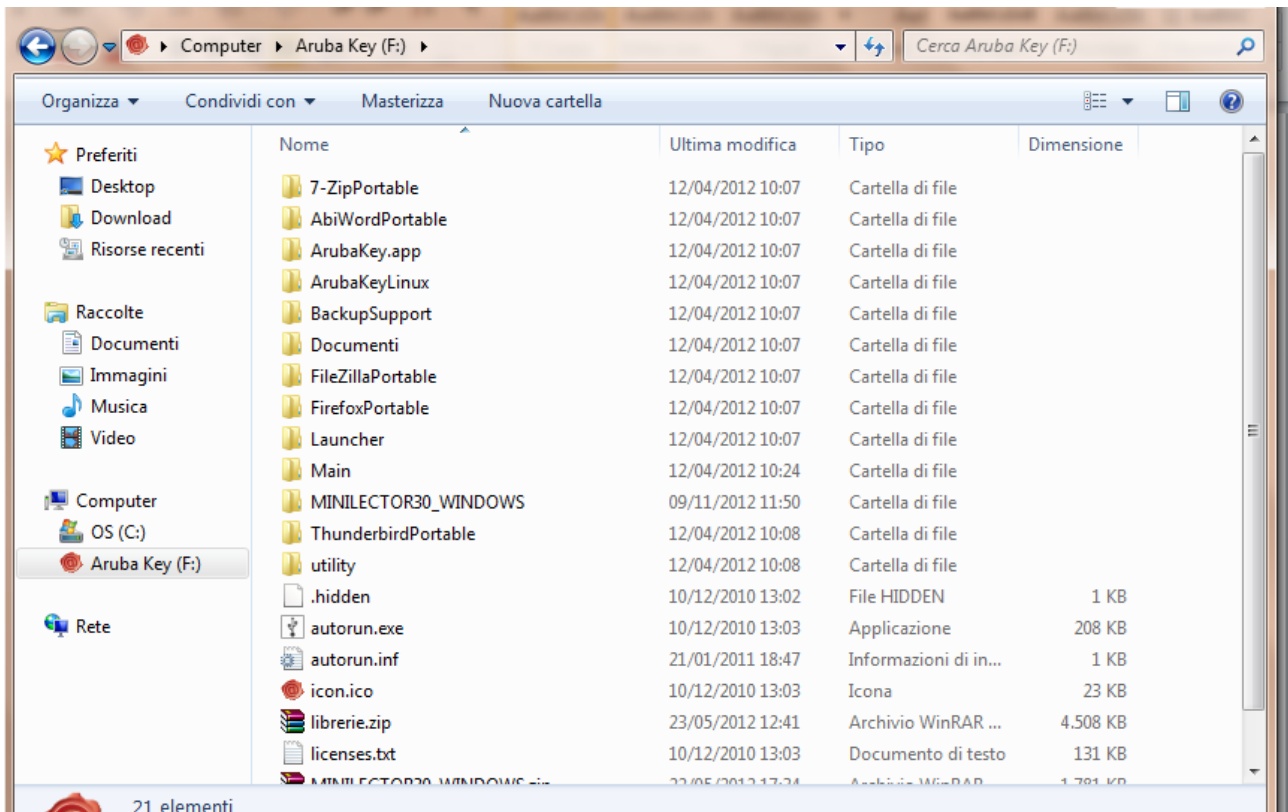 Computer ▸ Aruba Key (F:) ▸ Cerca Aruba Key (F:)
Organizza Condividi con Masterizza Nuova cartella
Preferiti
Desktop
Download
Risorse recenti
Raccolte
Documenti
Immagini
Musica
Video
Computer
OS (C:)
Aruba Key (F:)
Rete
Nome Ultima modifica Tipo Dimensione
7-ZipPortable 12/04/2012 10:07 Cartella di file
AbiWordPortable 12/04/2012 10:07 Cartella di file
ArubaKey.app 12/04/2012 10:07 Cartella di file
ArubaKeyLinux 12/04/2012 10:07 Cartella di file
BackupSupport 12/04/2012 10:07 Cartella di file
Documenti 12/04/2012 10:07 Cartella di file
FileZillaPortable 12/04/2012 10:07 Cartella di file
FirefoxPortable 12/04/2012 10:07 Cartella di file
Launcher 12/04/2012 10:07 Cartella di file
Main 12/04/2012 10:24 Cartella di file
MINILECTOR30_WINDOWS 09/11/2012 11:50 Cartella di file
ThunderbirdPortable 12/04/2012 10:08 Cartella di file
utility 12/04/2012 10:08 Cartella di file
.hidden 10/12/2010 13:02 File HIDDEN 1 KB
autorun.exe 10/12/2010 13:03 Applicazione 208 KB
autorun.inf 21/01/2011 18:47 Informazioni di in... 1 KB
icon.ico 10/12/2010 13:03 Icona 23 KB
librerie.zip 23/05/2012 12:41 Archivio WinRAR ... 4.508 KB
licenses.txt 10/12/2010 13:03 Documento di testo 131 KB
MINILECTOR30_WINDOWS.zip 17:24 Archivio WinRAR 1.781 KB
21 elementi